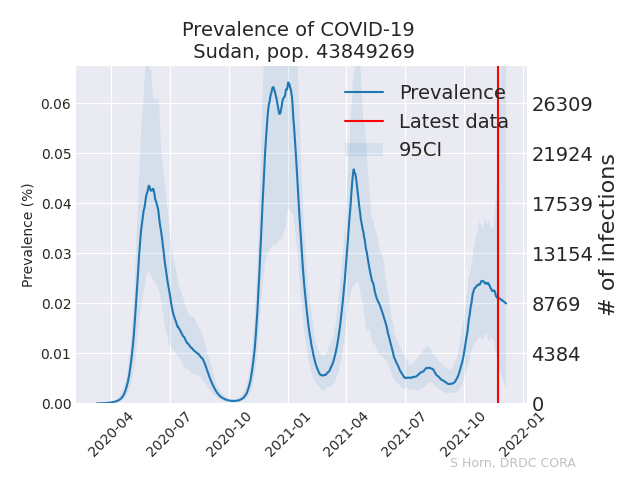 Prevalence of COVID-19
Sudan, pop. 43849269
Prevalence
Latest data
95CI
0.06
0.05
0.04
0.03
0.02
0.01
0.00
Prevalence (%)
26309
21924
17539
13154
8769
4384
0
# of infections
2020-04
2020-07
2020-10
2021-01
2021-04
2021-07
2021-10
2022-01
S Horn, DRDC CORA